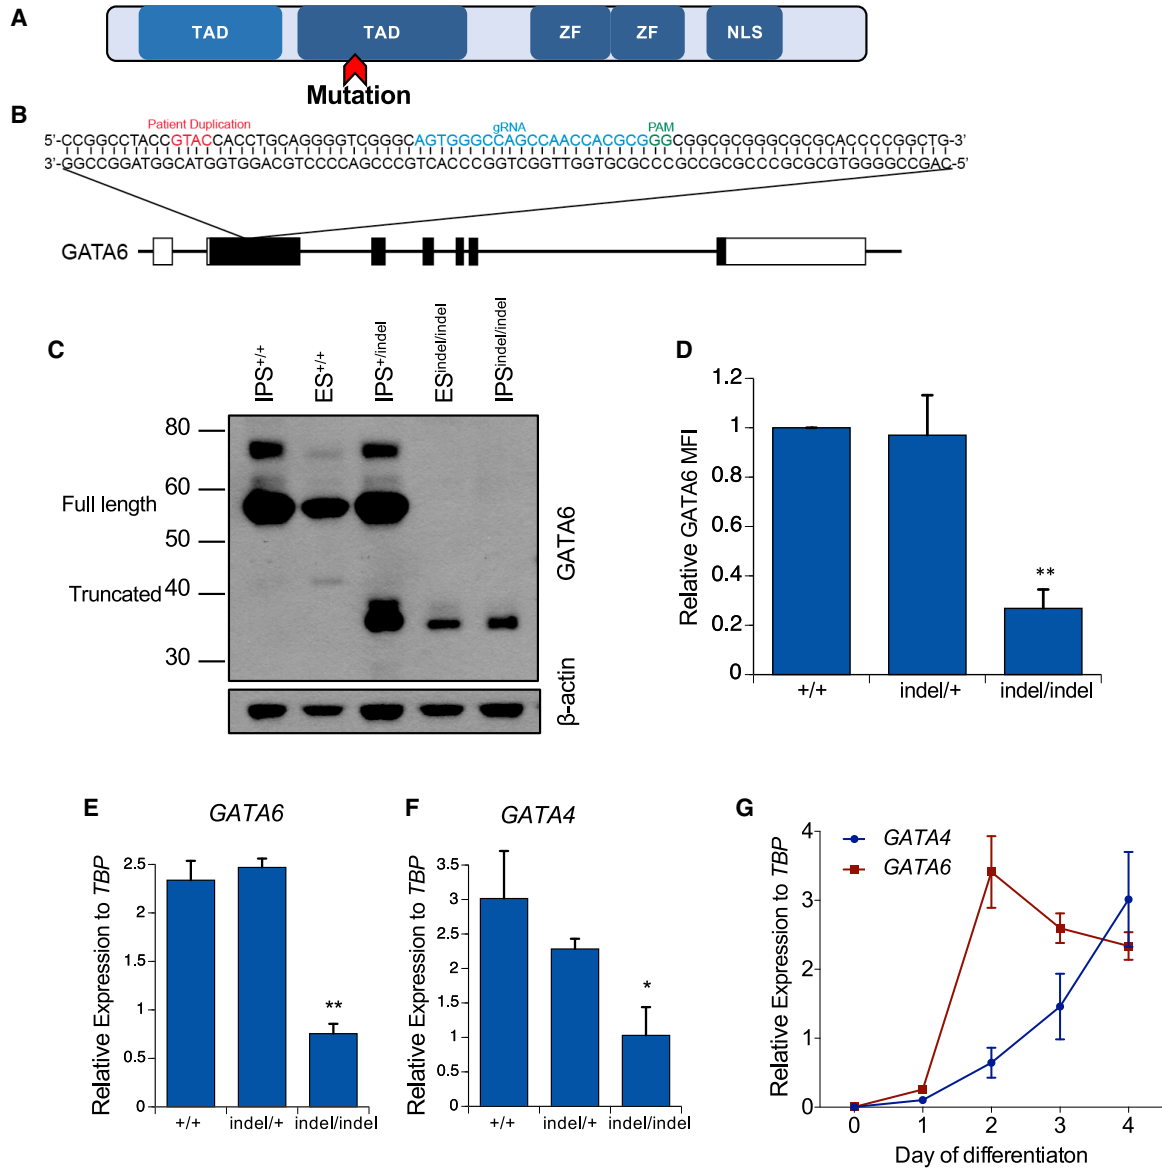 A
TAD TAD ZF ZF NLS
Mutation
B
Patient Duplication gRNA PAM
5'-CCGGCCTACCGTACCACCTGCAGGGGTCGGGCAGTGGGCCAGCCAACCACGCGGGCGGCGCGGGCGCGCACCCCGGCTG-3'
3'-GGCCGGATGGCATGGTGGACGTCCCCAGCCCGTCACCCGGTCGGTTGGTGCGCCCGCCGCGCCCGCGCGTGGGGCCGAC-5'
GATA6
C
IPS+/+ ES+/+ IPS+/indel ESindel/indel IPSindel/indel
80
60
Full length
50
40
Truncated
30
GATA6
β-actin
D
Relative GATA6 MFI
1.2
1
0.8
0.6
0.4
0.2
0
**
+/+ indel/+ indel/indel
E
GATA6
Relative Expression to TBP
2.5
2
1.5
1
0.5
0
**
+/+ indel/+ indel/indel
F
GATA4
Relative Expression to TBP
3.5
3
2.5
2
1.5
1
0.5
0
*
+/+ indel/+ indel/indel
G
GATA4
GATA6
Relative Expression to TBP
4
3
2
1
0
0 1 2 3 4
Day of differentiaton